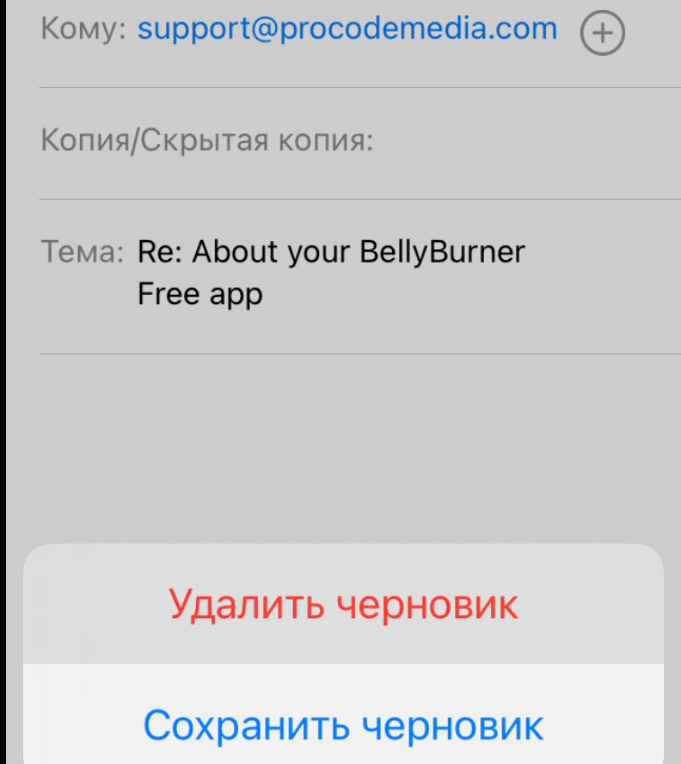 Кому: support@procodemedia.com
Копия/Скрытая копия:
Тема: Re: About your BellyBurner
Free app
Удалить черновик
Сохранить черновик